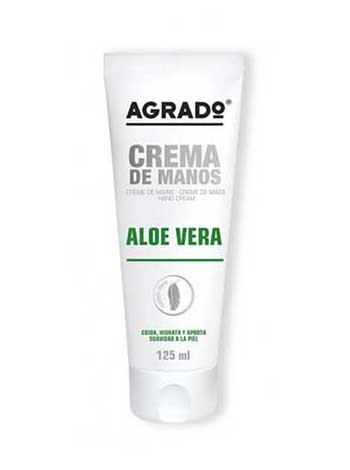 AGRADO®
CREMA
DE MANOS
CRÈME DE MAINS · CREME DE MÃOS
HAND CREAM
ALOE VERA
CUIDA, HIDRATA Y APORTA
SUAVIDAD A LA PIEL
125 ml